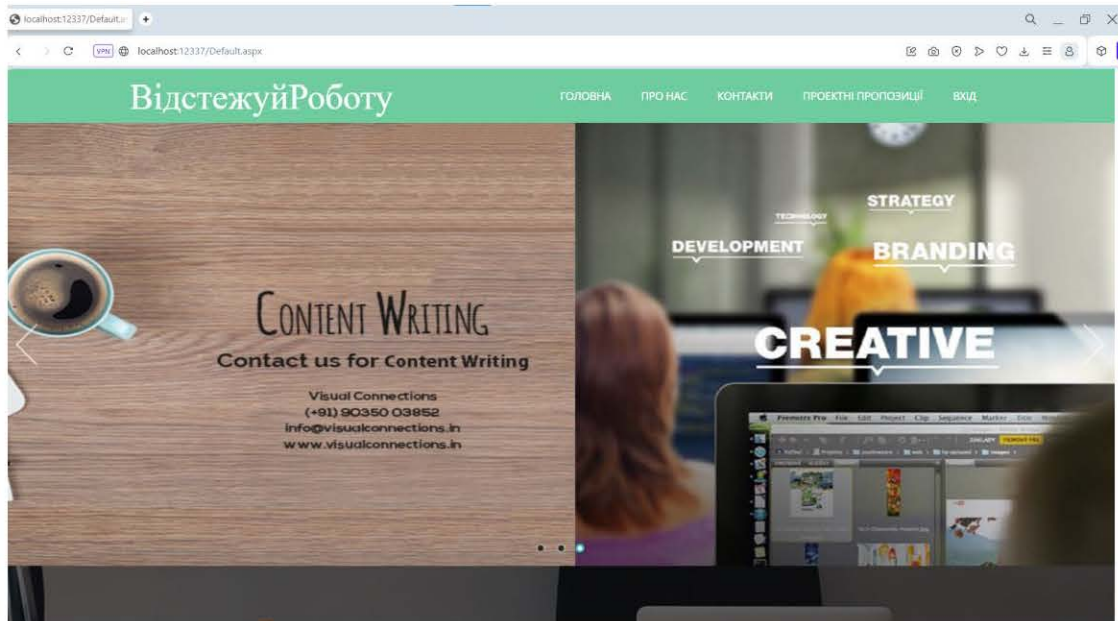 localhost:12337/Default.a
VPN localhost:12337/Default.aspx
ВідстежуйРоботу
ГОЛОВНА ПРО НАС КОНТАКТИ ПРОЕКТНІ ПРОПОЗИЦІЇ ВХІД
STRATEGY
TECHNOLOGY
DEVELOPMENT
BRANDING
CREATIVE
CONTENT WRITING
Contact us for Content Writing
Visual Connections
(+91) 90350 03852
info@visualconnections.in
www.visualconnections.in
Premiere Pro File Edit Project Clip Sequence Marker Title